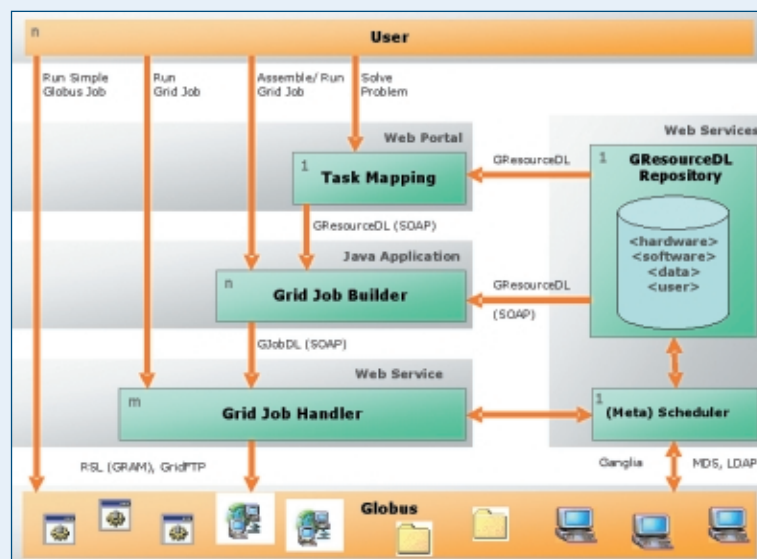 n
User
Run Simple
Globus Job
Run
Grid Job
Assemble/ Run
Grid Job
Solve
Problem
Web Portal
1
Task Mapping
GResourceDL
Web Services
1
GResourceDL
Repository
<hardware>
<software>
<data>
<user>
GResourceDL (SOAP)
Java Application
n
Grid Job Builder
GResourceDL
(SOAP)
GJobDL (SOAP)
Web Service
m
Grid Job Handler
1
(Meta) Scheduler
RSL (GRAM), GridFTP
Ganglia
MDS, LDAP
Globus